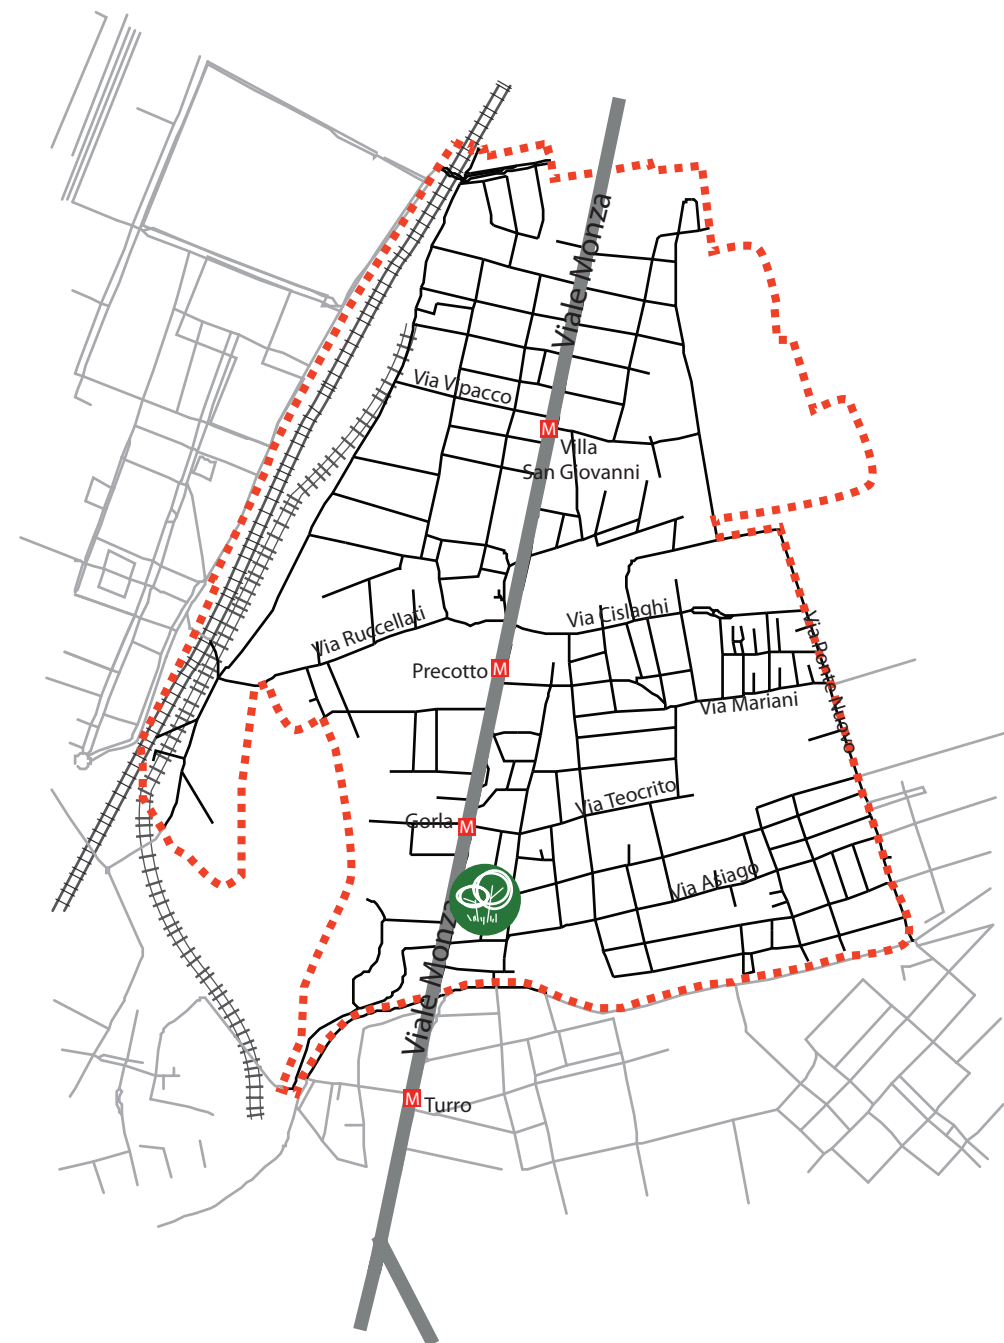 Viale Monza
Via Vipacco
M
Villa
San Giovanni
Via Cislaghi
Via Ruccellati
Via Ponte Nuovo
Precotto M
Via Mariani
Via Teocrito
Gorla M
Via Asiago
Viale Monza
M Turro